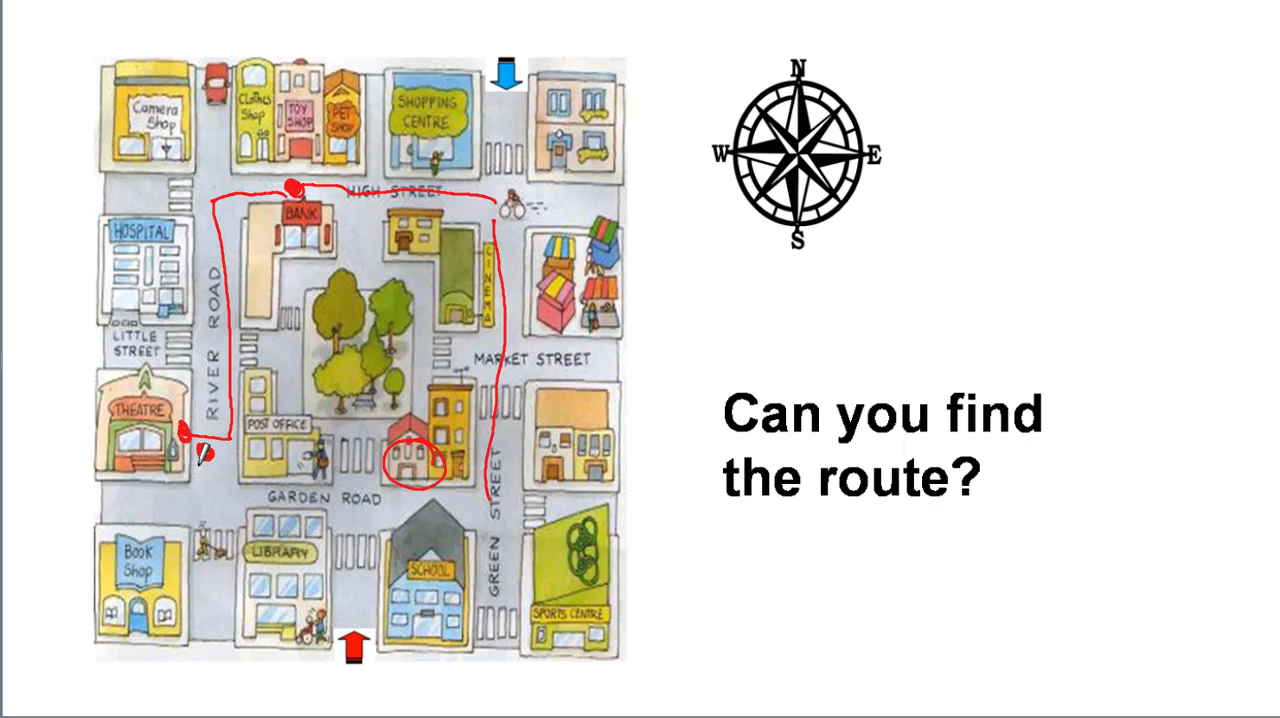 Camera
Shop
Clothes
Shop
TOY
SHOP
PET
SHOP
SHOPPING
CENTRE
HIGH STREET
BANK
HOSPITAL
CINEMA
RIVER ROAD
LITTLE
STREET
MARKET STREET
THEATRE
POST OFFICE
GARDEN ROAD
GREEN STREET
BOOK
Shop
LIBRARY
SCHOOL
SPORTS CENTRE
N
W
E
S
Can you find
the route?